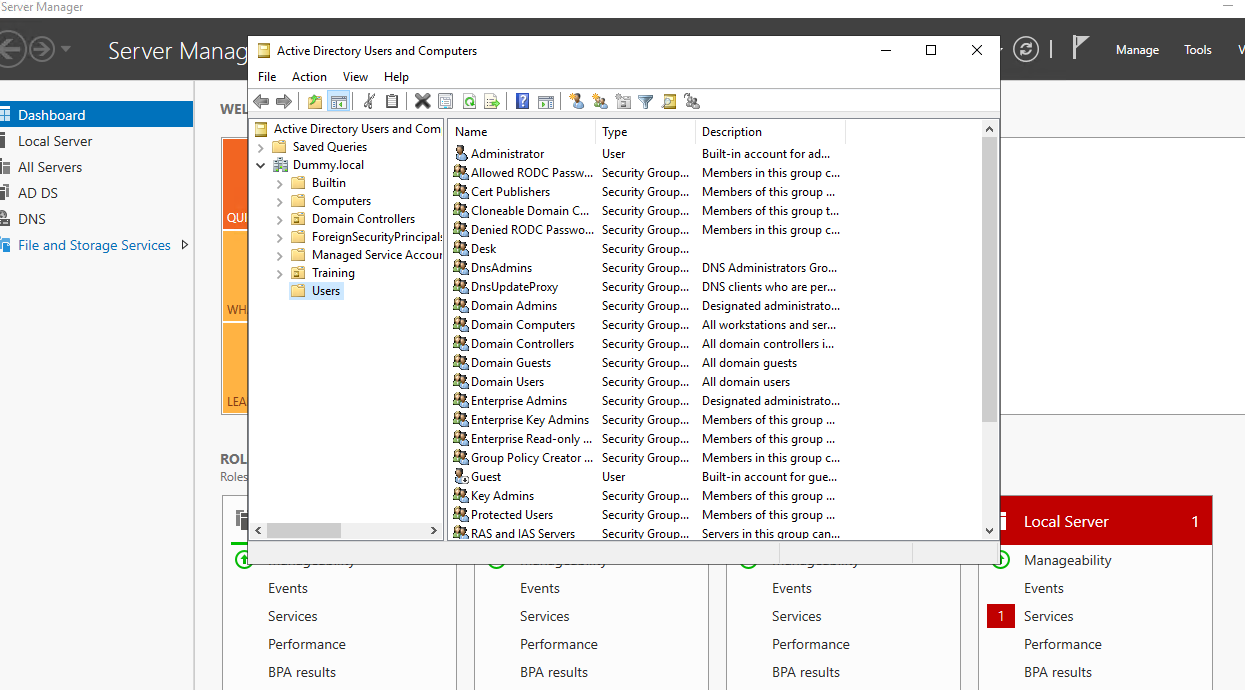 Server Manager
Server Manag
Manage Tools V
Active Directory Users and Computers
File Action View Help
Dashboard
Local Server
All Servers
AD DS
DNS
File and Storage Services
WEL
QUI
WH
LEA
ROL
Roles
Active Directory Users and Com
Saved Queries
Dummy.local
Builtin
Computers
Domain Controllers
ForeignSecurityPrincipals
Managed Service Accour
Training
Users
Name Type Description
Administrator User Built-in account for ad...
Allowed RODC Passw... Security Group... Members in this group c...
Cert Publishers Security Group... Members of this group ...
Cloneable Domain C... Security Group... Members of this group t...
Denied RODC Passwo... Security Group... Members in this group c...
Desk Security Group...
DnsAdmins Security Group... DNS Administrators Gro...
DnsUpdateProxy Security Group... DNS clients who are per...
Domain Admins Security Group... Designated administrato...
Domain Computers Security Group... All workstations and ser...
Domain Controllers Security Group... All domain controllers i...
Domain Guests Security Group... All domain guests
Domain Users Security Group... All domain users
Enterprise Admins Security Group... Designated administrato...
Enterprise Key Admins Security Group... Members of this group ...
Enterprise Read-only ... Security Group... Members of this group ...
Group Policy Creator ... Security Group... Members in this group c...
Guest User Built-in account for gue...
Key Admins Security Group... Members of this group ...
Protected Users Security Group... Members of this group ...
RAS and IAS Servers Security Group... Servers in this group can...
Local Server 1
Manageability Manageability Manageability Manageability
Events Events Events Events
Services Services Services 1 Services
Performance Performance Performance Performance
BPA results BPA results BPA results BPA results